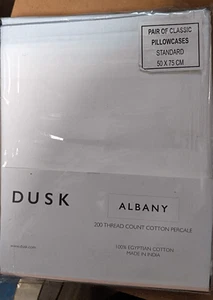 PAIR OF CLASSIC
PILLOWCASES
STANDARD
50 X 75 CM
DUSK
ALBANY
200 THREAD COUNT COTTON PERCALE
100% EGYPTIAN COTTON
MADE IN INDIA